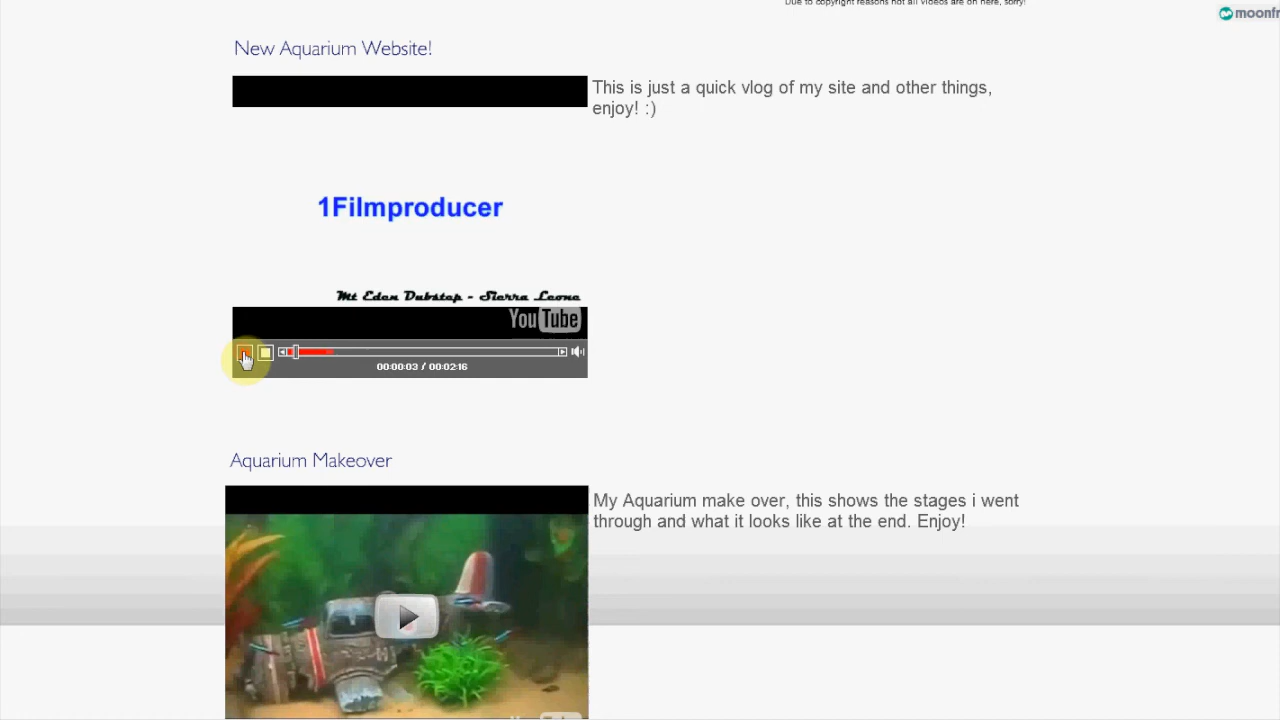 Due to copyright reasons not all videos are on here, sorry!
moonfr
New Aquarium Website!
This is just a quick vlog of my site and other things,
enjoy! :)
1Filmproducer
Mt Eden Dubstep - Sierra Leone
YouTube
00:00:03 / 00:02:16
Aquarium Makeover
My Aquarium make over, this shows the stages i went
through and what it looks like at the end. Enjoy!